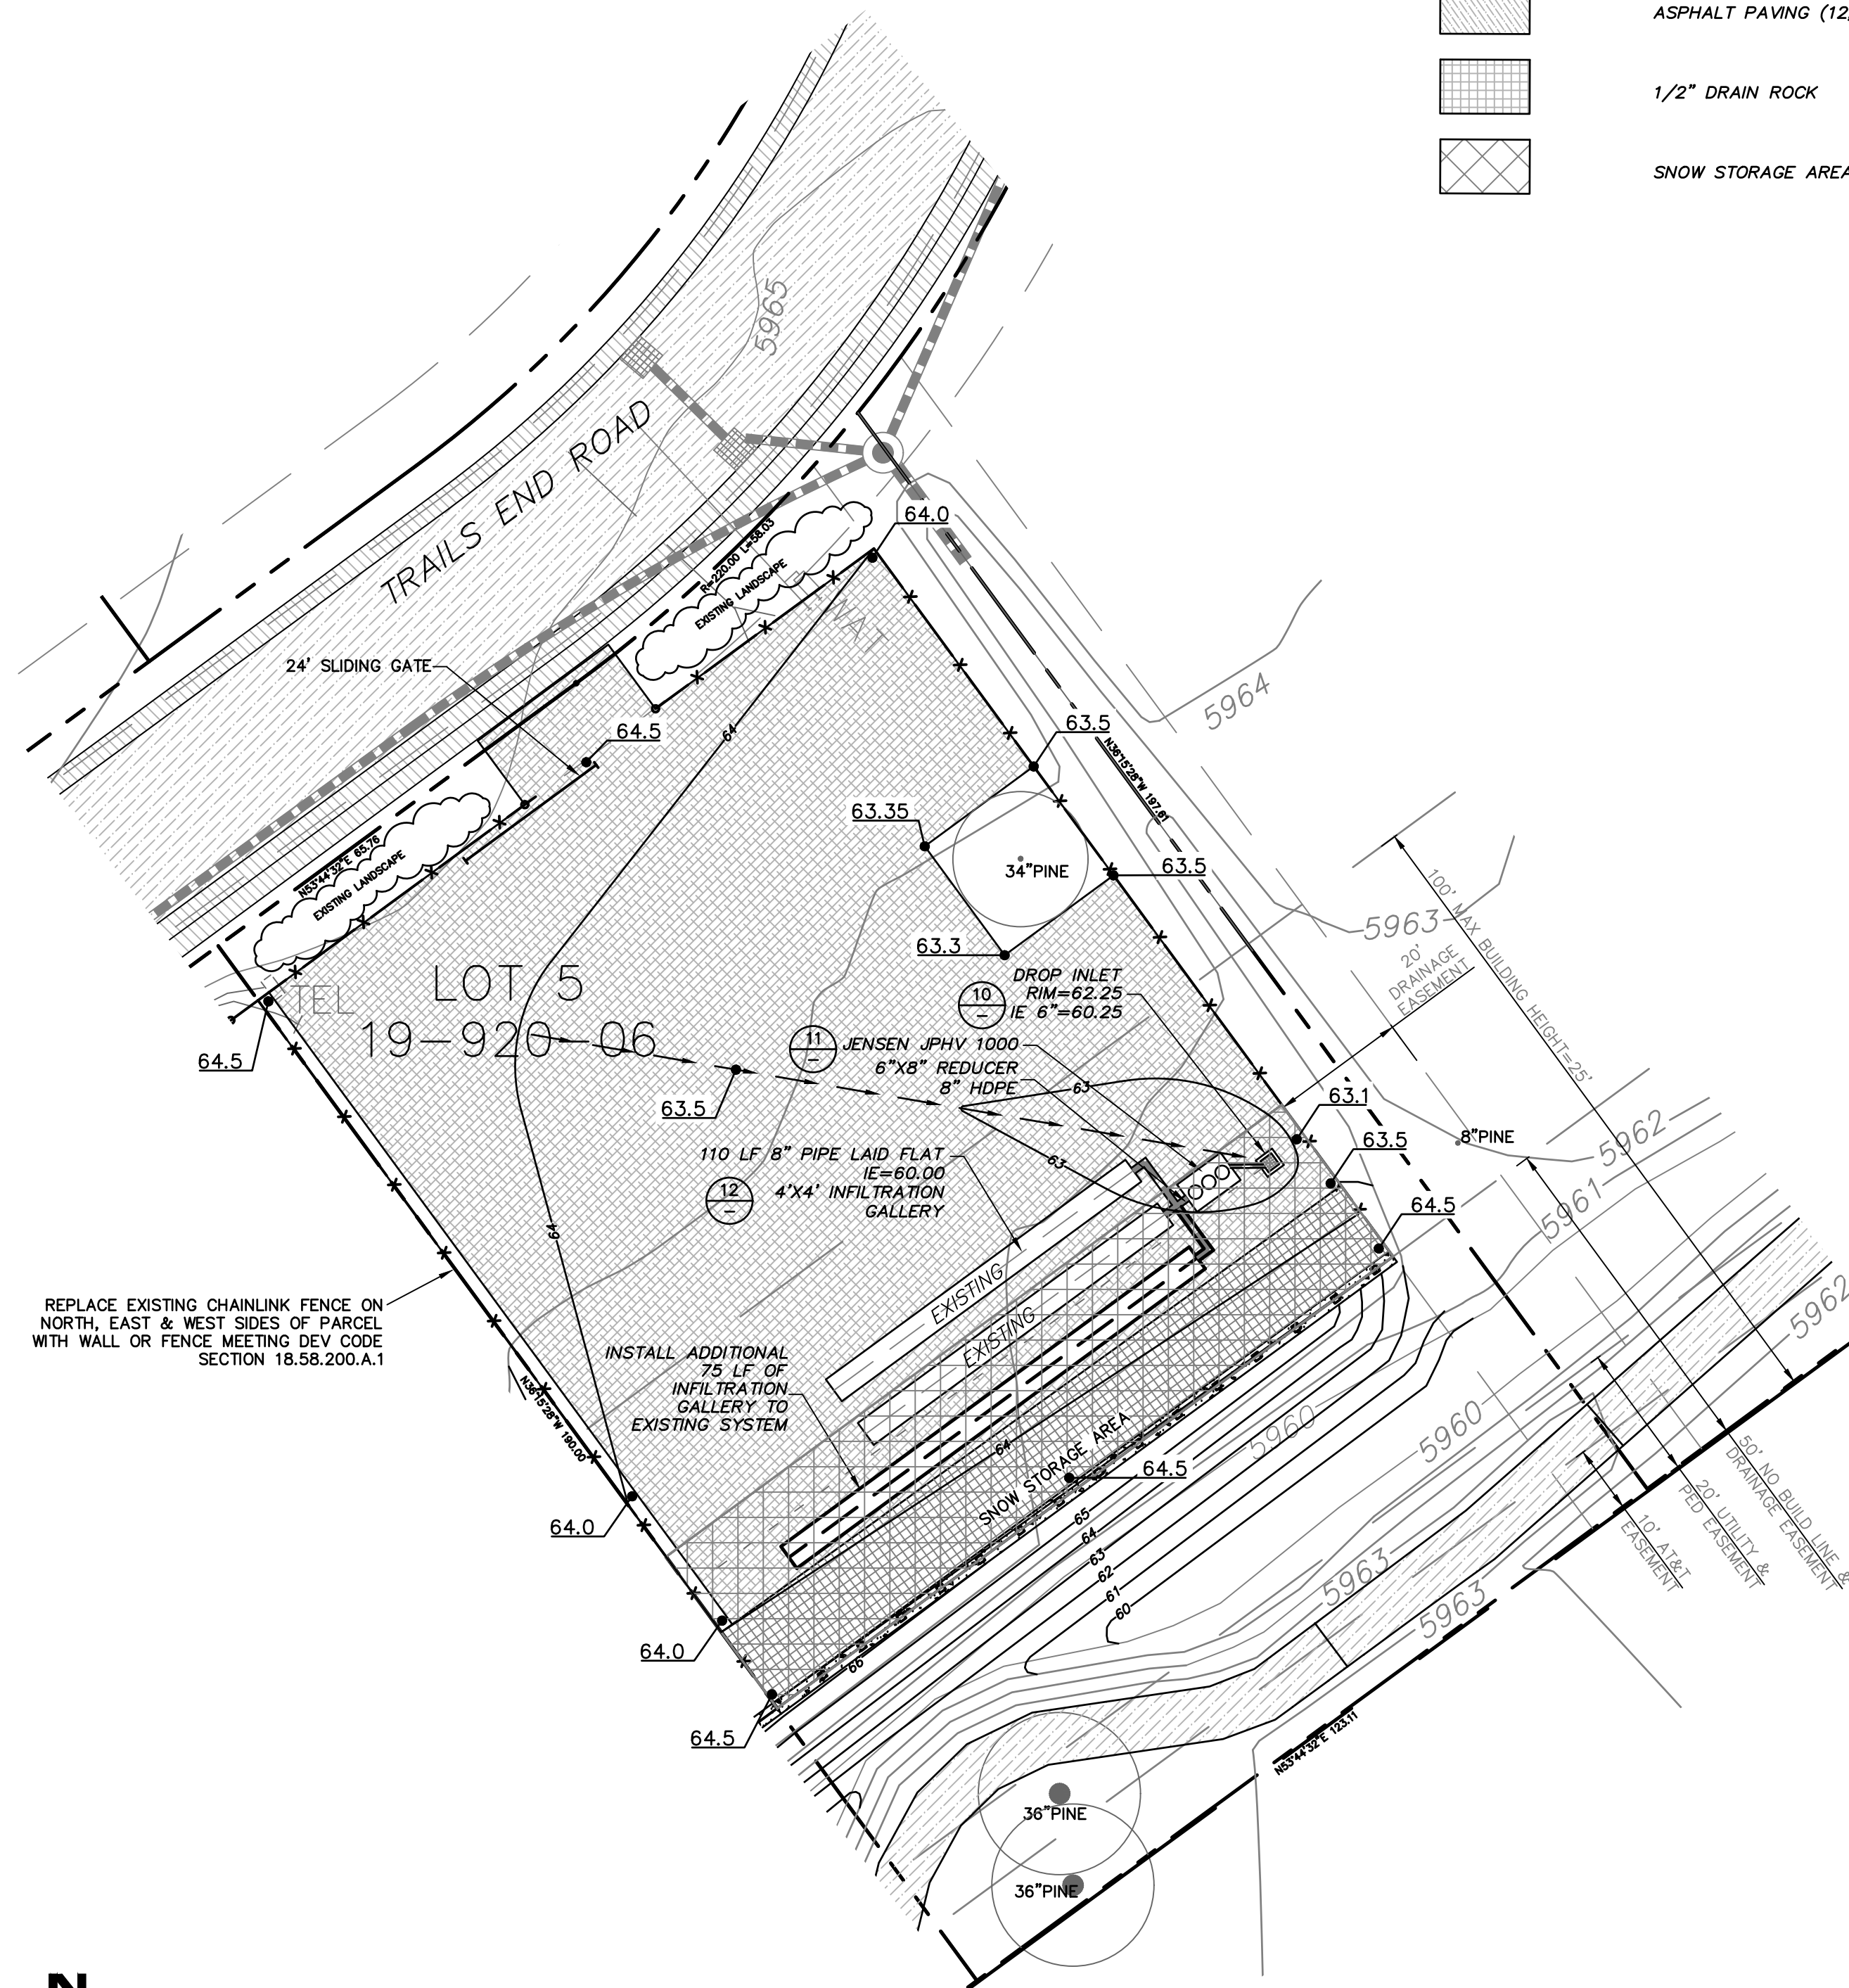 ASPHALT PAVING (12,
1/2" DRAIN ROCK
SNOW STORAGE AREA
5965
TRAILS END ROAD
R=220.00 L=58.03
EXISTING LANDSCAPE
64.0
24' SLIDING GATE
64.5
64
5964
63.5
N36°15'28"W 197.61
63.35
34"PINE
63.5
N53°44'32"E 65.76
EXISTING LANDSCAPE
63.3
5963
100' MAX BUILDING HEIGHT=25'
20'
DRAINAGE
EASEMENT
LOT 5
19-920-06
TEL
64.5
63.5
DROP INLET
RIM=62.25
IE 6"=60.25
10
–
11
–
JENSEN JPHV 1000
6"X8" REDUCER
8" HDPE
63
63.1
63.5
8"PINE
5962
5961
64.5
110 LF 8" PIPE LAID FLAT
IE=60.00
4'X4' INFILTRATION
GALLERY
12
–
63
64
5962
EXISTING
EXISTING
REPLACE EXISTING CHAINLINK FENCE ON
NORTH, EAST & WEST SIDES OF PARCEL
WITH WALL OR FENCE MEETING DEV CODE
SECTION 18.58.200.A.1
INSTALL ADDITIONAL
75 LF OF
INFILTRATION
GALLERY TO
EXISTING SYSTEM
N36°15'28"W 190.00
64
SNOW STORAGE AREA
64.5
5960
5960
65
64
63
62
61
60
64.0
64.0
66
64.5
5963
5963
10' AT&T
EASEMENT
20' UTILITY &
PED EASEMENT
50' NO BUILD LINE &
DRAINAGE EASEMENT
N53°44'32"E 123.11
36"PINE
36"PINE
N